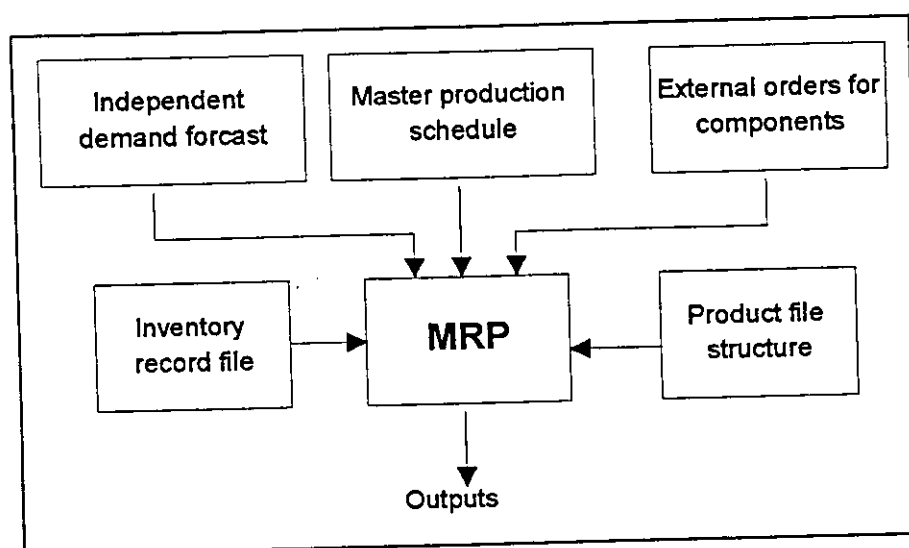 Independent
demand forcast
Master production
schedule
External orders for
components
Inventory
record file
MRP
Product file
structure
Outputs